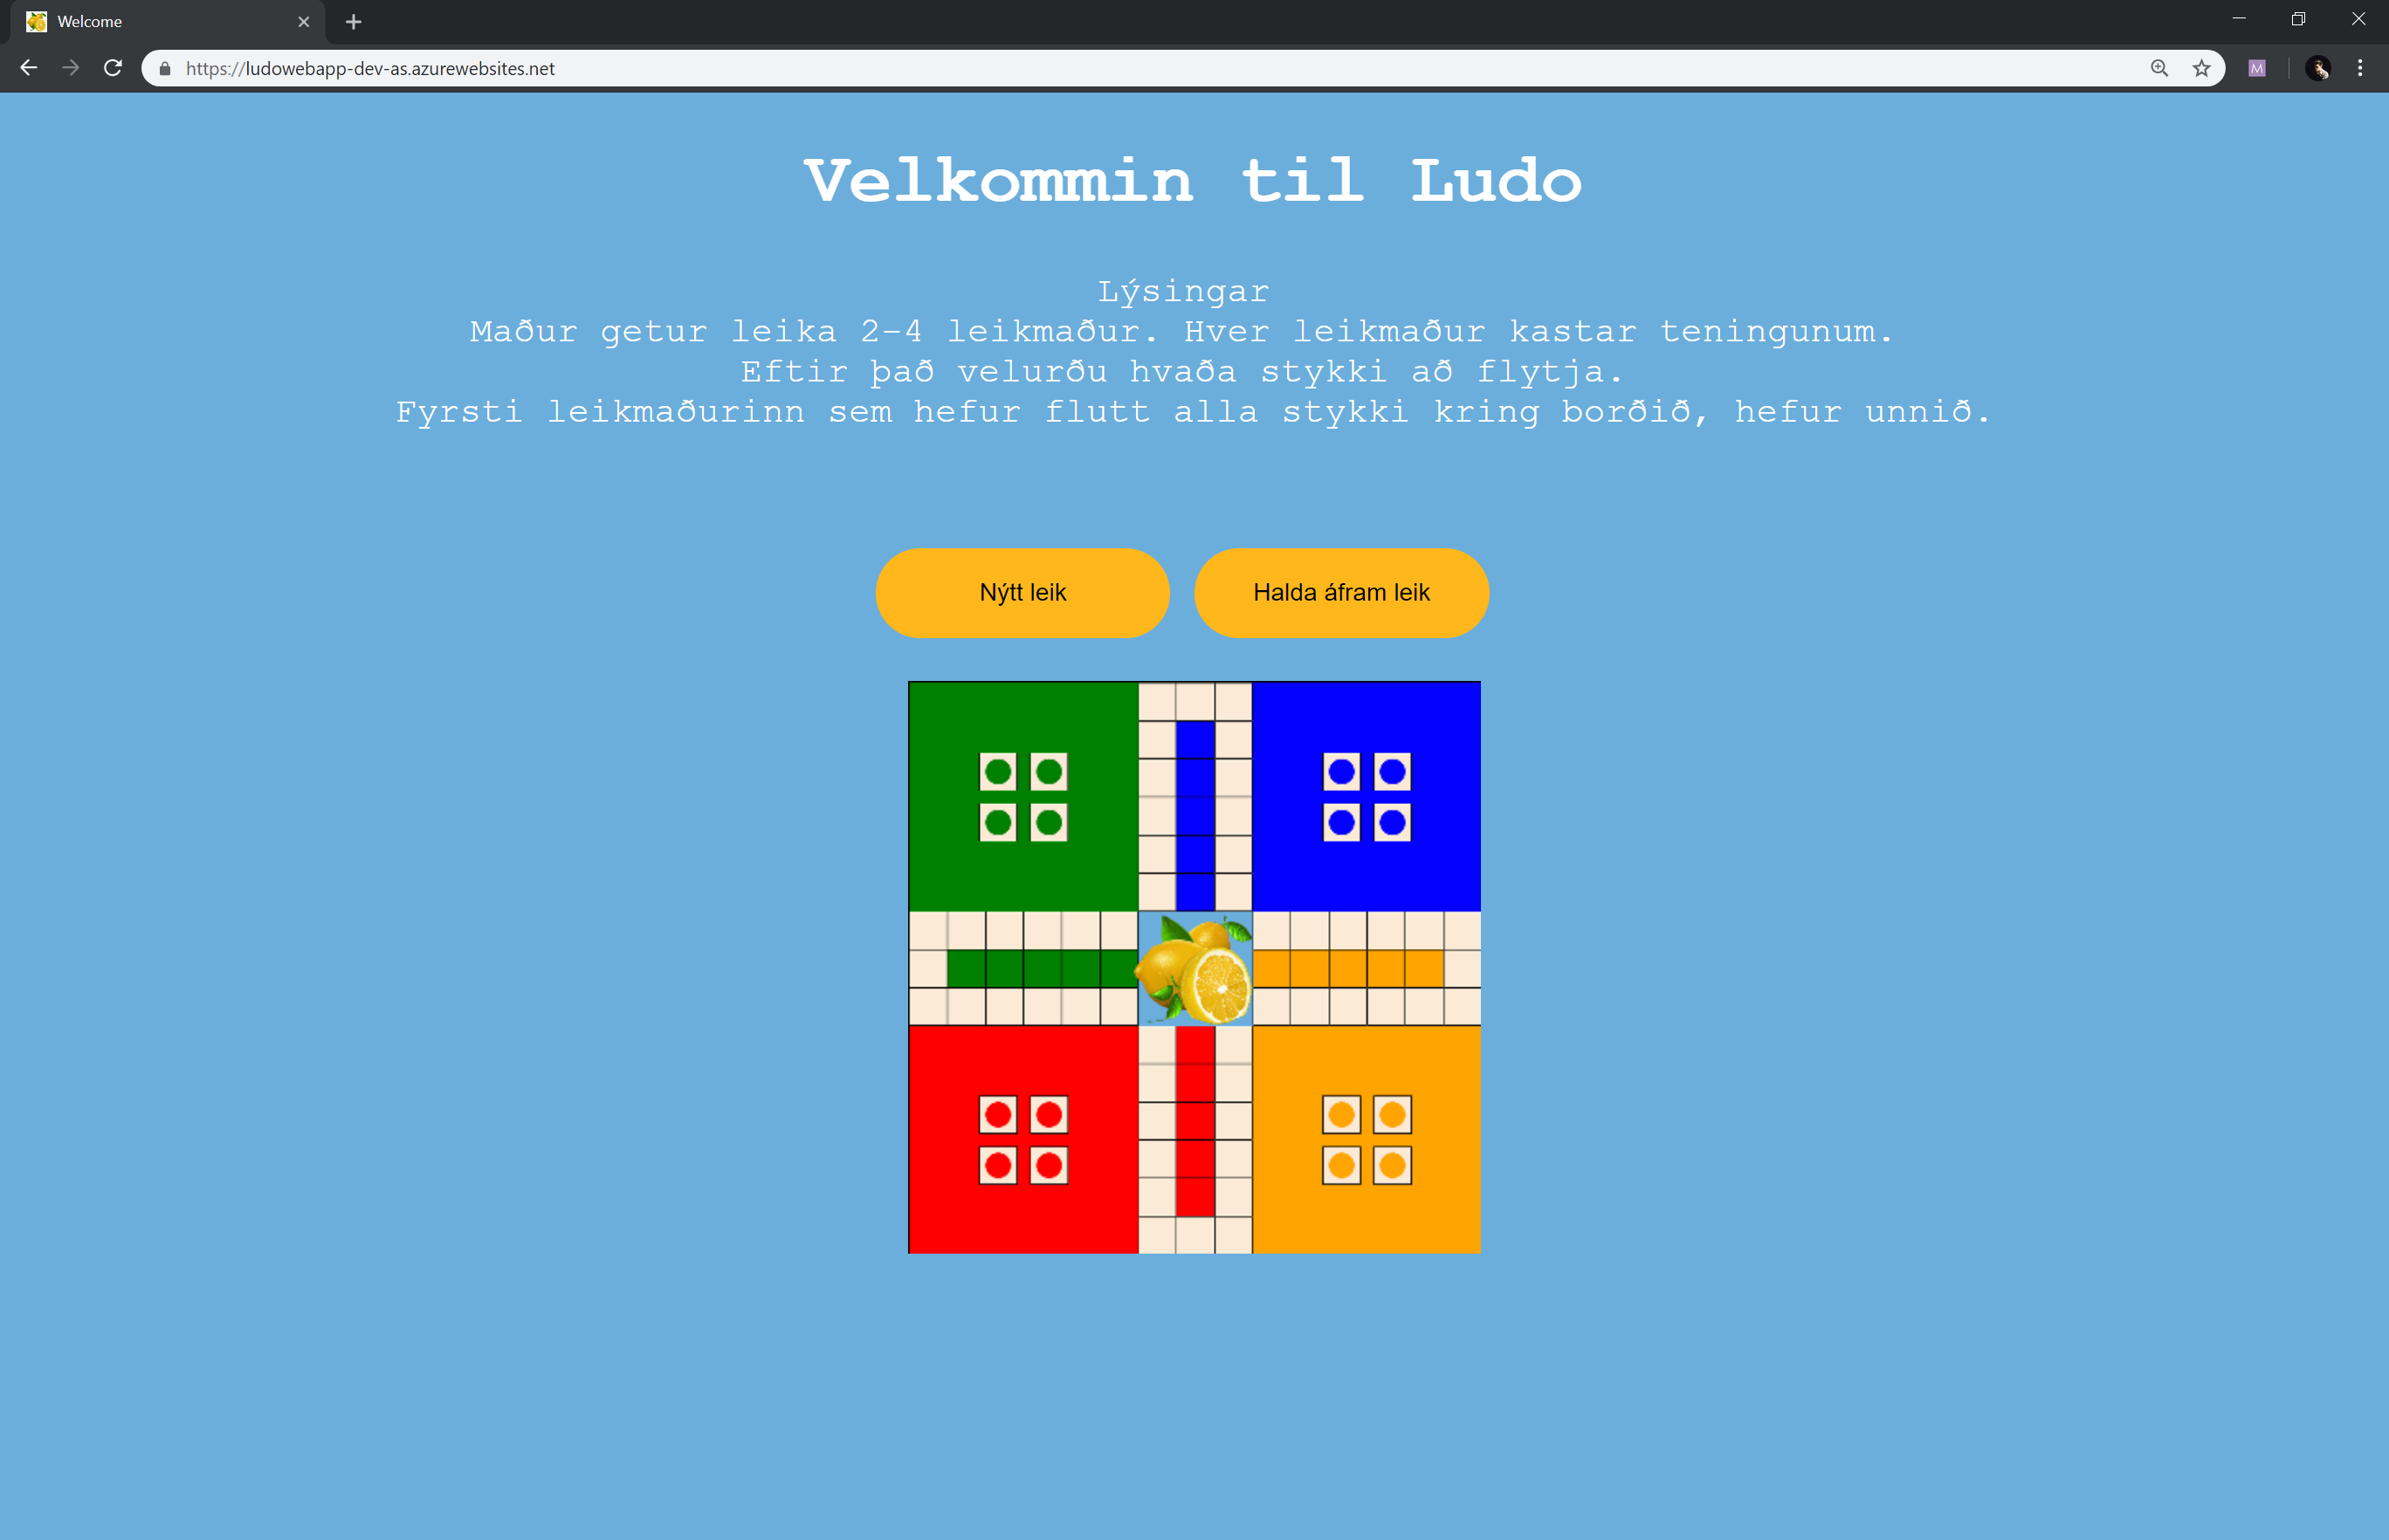 Welcome
https://ludowebapp-dev-as.azurewebsites.net
M
Velkommin til Ludo
Lýsingar
Maður getur leika 2-4 leikmaður. Hver leikmaður kastar teningunum.
Eftir það velurðu hvaða stykki að flytja.
Fyrsti leikmaðurinn sem hefur flutt alla stykki kring borðið, hefur unnið.
Nýtt leik
Halda áfram leik